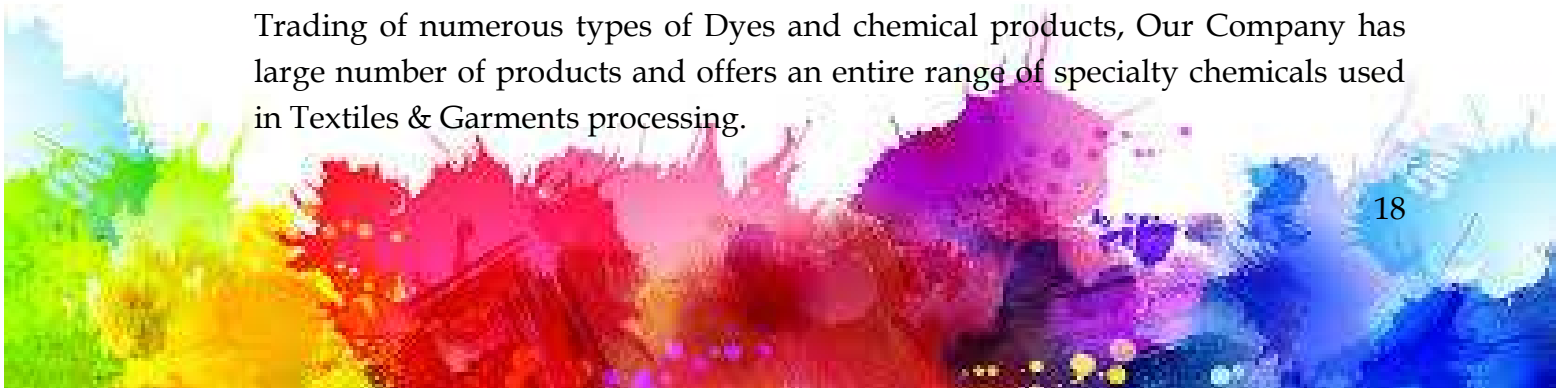 Trading of numerous types of Dyes and chemical products, Our Company has
large number of products and offers an entire range of specialty chemicals used
in Textiles & Garments processing.
18